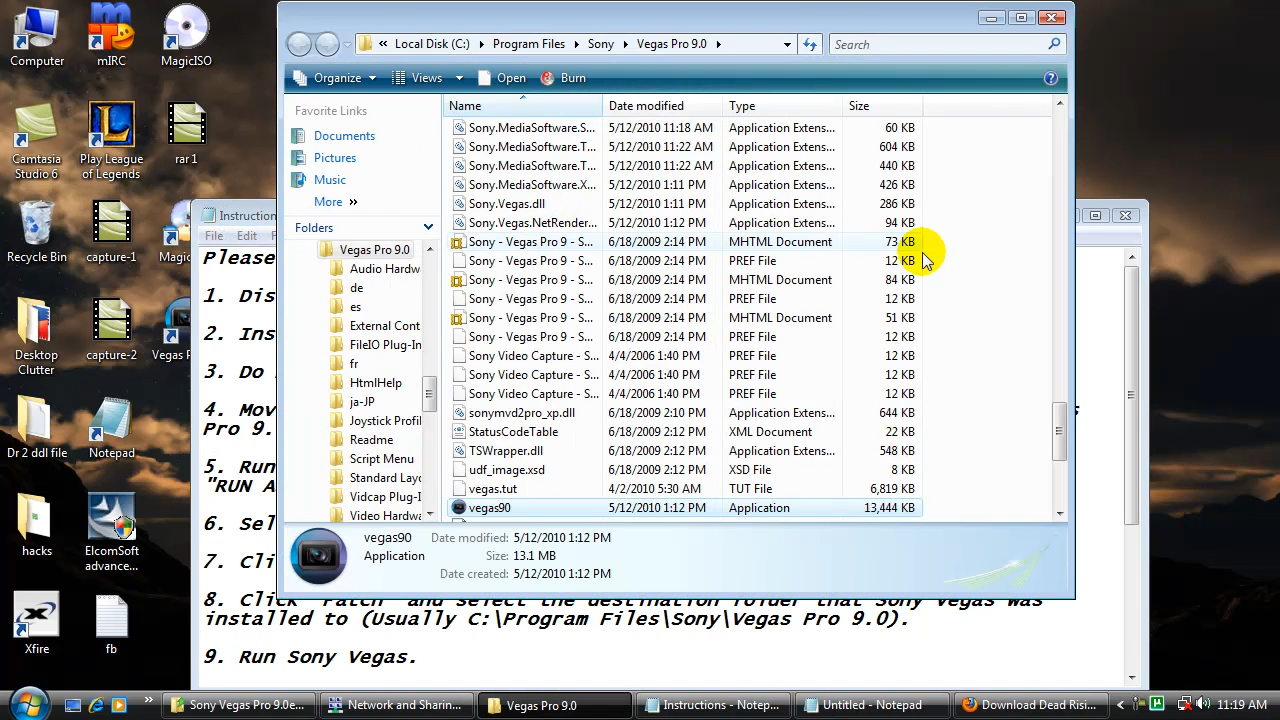 Computer
mIRC
MagicISO
Camtasia
Studio 6
Play League
of Legends
rar1
Recycle Bin
capture-1
Desktop
Clutter
capture-2
Dr 2 ddl file
Notepad
hacks
ElcomSoft
advance...
Xfire
fb
Local Disk (C:)
Program Files
Sony
Vegas Pro 9.0
Search
Organize
Views
Open
Burn
Favorite Links
Documents
Pictures
Music
More »
Folders
Vegas Pro 9.0
Audio Hardw
de
es
External Cont
FileIO Plug-In
fr
HtmlHelp
ja-JP
Joystick Profil
Readme
Script Menu
Standard Layo
Vidcap Plug-I
Video Hardwa
Name Date modified Type Size
Sony.MediaSoftware.S... 5/12/2010 11:18 AM Application Extens... 60 KB
Sony.MediaSoftware.T... 5/12/2010 11:22 AM Application Extens... 604 KB
Sony.MediaSoftware.T... 5/12/2010 11:22 AM Application Extens... 440 KB
Sony.MediaSoftware.X... 5/12/2010 1:11 PM Application Extens... 426 KB
Sony.Vegas.dll 5/12/2010 1:11 PM Application Extens... 286 KB
Sony.Vegas.NetRender... 5/12/2010 1:12 PM Application Extens... 94 KB
Sony - Vegas Pro 9 - S... 6/18/2009 2:14 PM MHTML Document 73 KB
Sony - Vegas Pro 9 - S... 6/18/2009 2:14 PM PREF File 12 KB
Sony - Vegas Pro 9 - S... 6/18/2009 2:14 PM MHTML Document 84 KB
Sony - Vegas Pro 9 - S... 6/18/2009 2:14 PM PREF File 12 KB
Sony - Vegas Pro 9 - S... 6/18/2009 2:14 PM MHTML Document 51 KB
Sony - Vegas Pro 9 - S... 6/18/2009 2:14 PM PREF File 12 KB
Sony Video Capture - S... 4/4/2006 1:40 PM PREF File 12 KB
Sony Video Capture - S... 4/4/2006 1:40 PM PREF File 12 KB
Sony Video Capture - S... 4/4/2006 1:40 PM PREF File 12 KB
sonymvd2pro_xp.dll 6/18/2009 2:10 PM Application Extens... 644 KB
StatusCodeTable 6/18/2009 2:12 PM XML Document 22 KB
TSWrapper.dll 6/18/2009 2:12 PM Application Extens... 548 KB
udf_image.xsd 6/18/2009 2:12 PM XSD File 8 KB
vegas.tut 4/2/2010 5:30 AM TUT File 6,819 KB
vegas90 5/12/2010 1:12 PM Application 13,444 KB
vegas90 Date modified: 5/12/2010 1:12 PM
Application Size: 13.1 MB
Date created: 5/12/2010 1:12 PM
File Edit
Please
1. Dis
2. Ins
3. Do
4. Mov
Pro 9.
5. Run
"RUN A
6. Sel
7. Cli
8. Click "Patch" and select the destination folder that Sony Vegas was
installed to (Usually C:\Program Files\Sony\Vegas Pro 9.0).
9. Run Sony Vegas.
Sony Vegas Pro 9.0e...
Network and Sharin...
Vegas Pro 9.0
Instructions - Notep...
Untitled - Notepad
Download Dead Risi...
11:19 AM